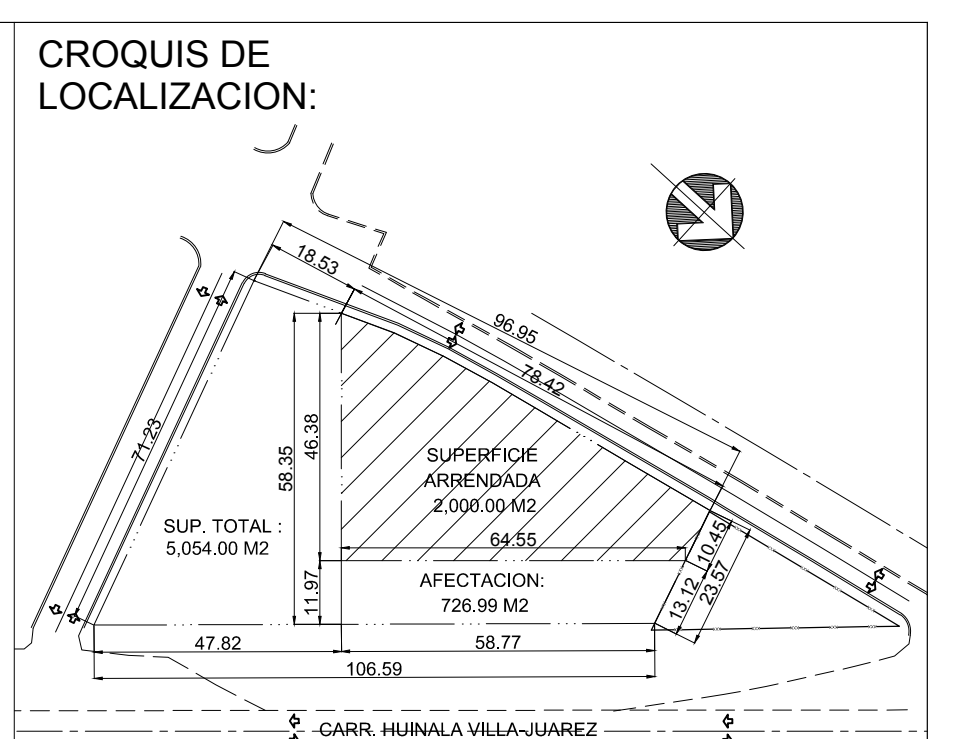 CROQUIS DE
LOCALIZACION:
18.53
96.95
78.42
71.23
58.35
46.38
SUPERFICIE
ARRENDADA
2,000.00 M2
SUP. TOTAL :
5,054.00 M2
64.55
10.45
23.57
13.12
11.97
AFECTACION:
726.99 M2
47.82
58.77
106.59
CARR. HUINALA VILLA-JUAREZ